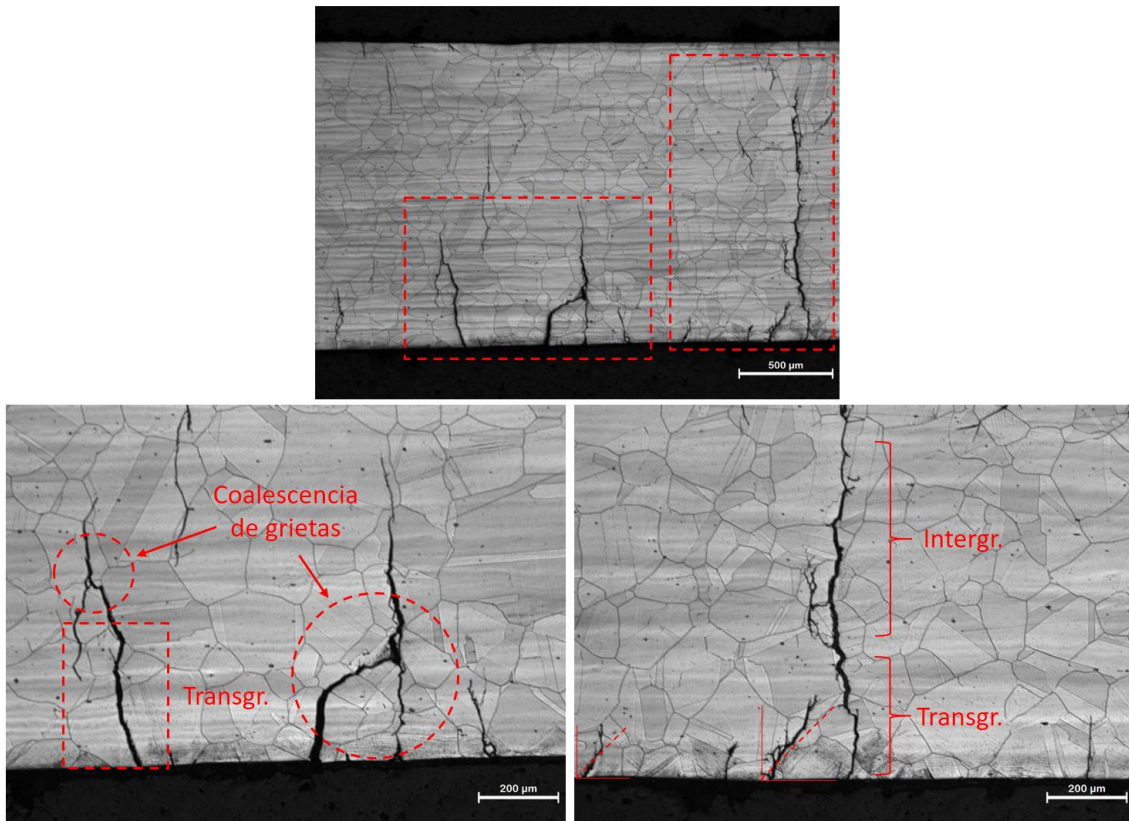 500 µm
Coalescencia
de grietas
Transgr.
200 µm
Intergr.
Transgr.
200 µm